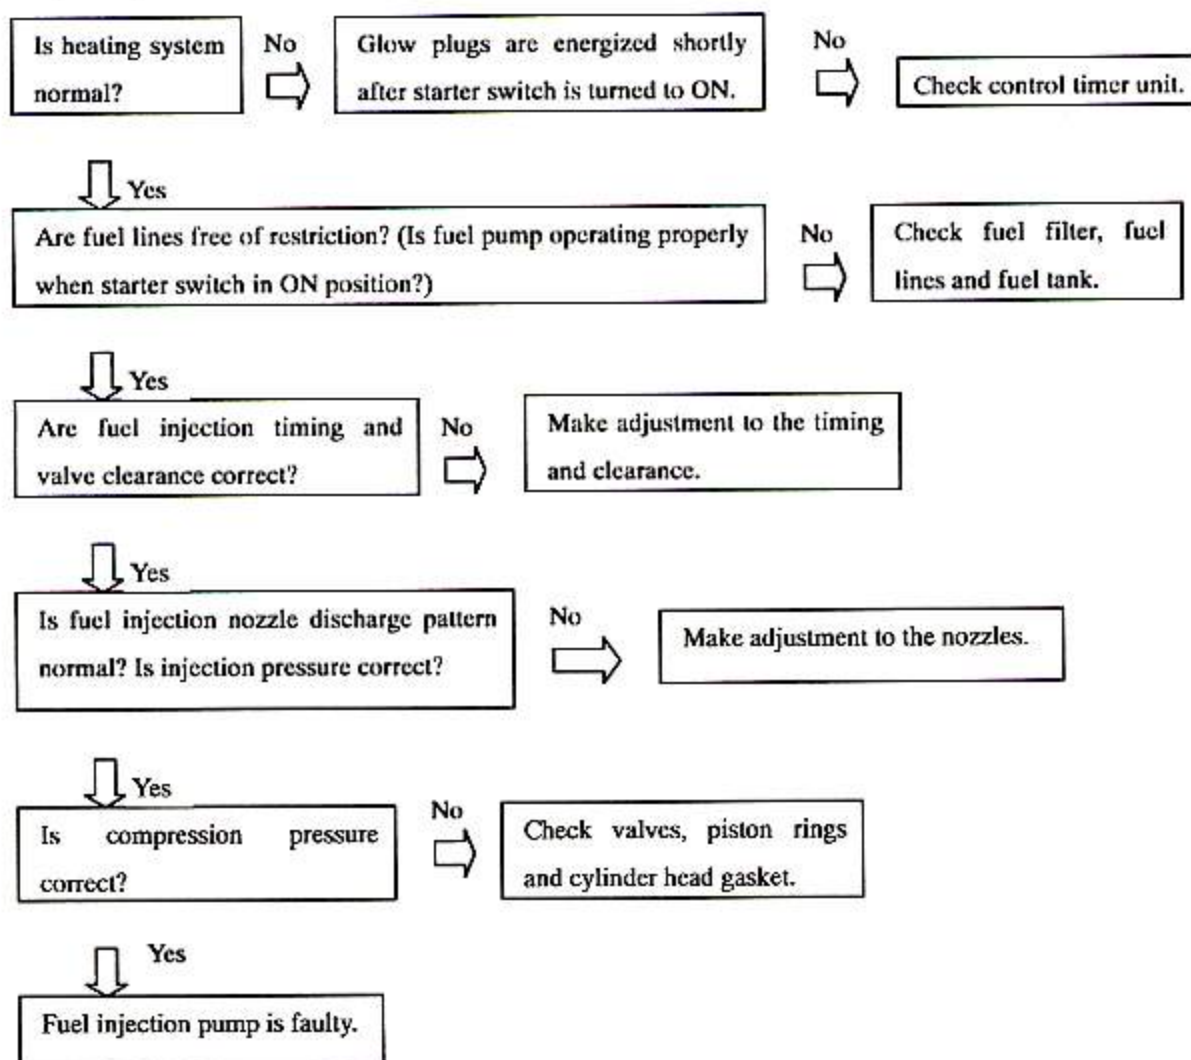 Is heating system
normal?
No
Glow plugs are energized shortly
after starter switch is turned to ON.
No
Check control timer unit.
Yes
Are fuel lines free of restriction? (Is fuel pump operating properly
when starter switch in ON position?)
No
Check fuel filter, fuel
lines and fuel tank.
Yes
Are fuel injection timing and
valve clearance correct?
No
Make adjustment to the timing
and clearance.
Yes
Is fuel injection nozzle discharge pattern
normal? Is injection pressure correct?
No
Make adjustment to the nozzles.
Yes
Is compression pressure
correct?
No
Check valves, piston rings
and cylinder head gasket.
Yes
Fuel injection pump is faulty.